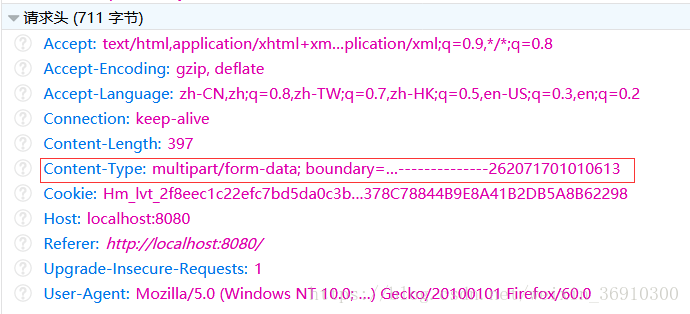 请求头 (711 字节)
Accept: text/html,application/xhtml+xm...plication/xml;q=0.9,*/*;q=0.8
Accept-Encoding: gzip, deflate
Accept-Language: zh-CN,zh;q=0.8,zh-TW;q=0.7,zh-HK;q=0.5,en-US;q=0.3,en;q=0.2
Connection: keep-alive
Content-Length: 397
Content-Type: multipart/form-data; boundary=...--------------262071701010613
Cookie: Hm_lvt_2f8eec1c22efc7bd5da0c3b...378C78844B9E8A41B2DB5A8B62298
Host: localhost:8080
Referer: http://localhost:8080/
Upgrade-Insecure-Requests: 1
User-Agent: Mozilla/5.0 (Windows NT 10.0; ...) Gecko/20100101 Firefox/60.0